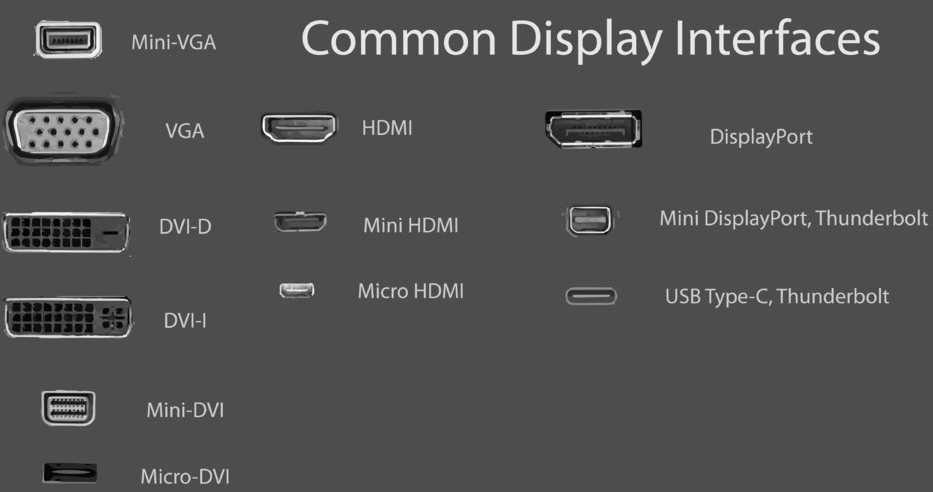 Common Display Interfaces
Mini-VGA
VGA
DVI-D
DVI-I
Mini-DVI
Micro-DVI
HDMI
Mini HDMI
Micro HDMI
DisplayPort
Mini DisplayPort, Thunderbolt
USB Type-C, Thunderbolt